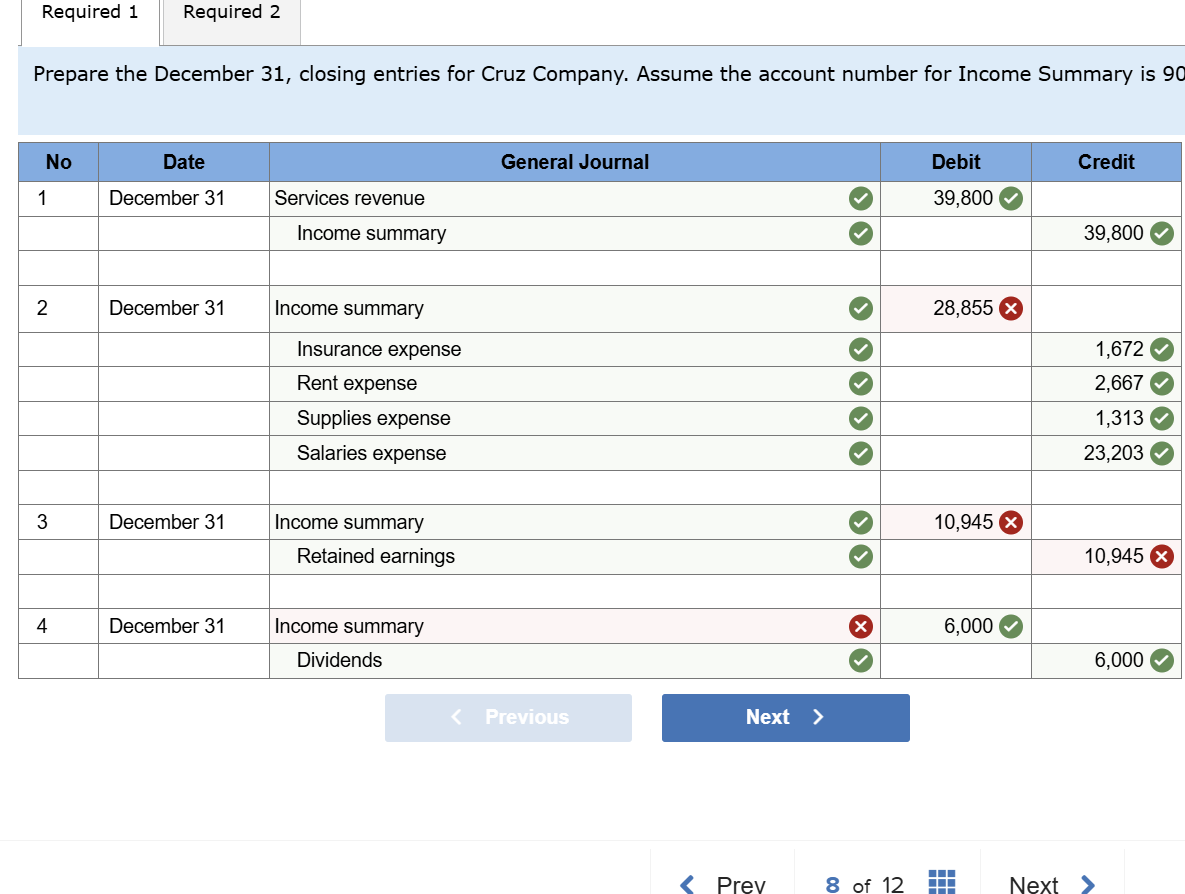 Required 1 Required 2
Prepare the December 31, closing entries for Cruz Company. Assume the account number for Income Summary is 90
No Date General Journal Debit Credit
1 December 31 Services revenue 39,800
Income summary 39,800
2 December 31 Income summary 28,855
Insurance expense 1,672
Rent expense 2,667
Supplies expense 1,313
Salaries expense 23,203
3 December 31 Income summary 10,945
Retained earnings 10,945
4 December 31 Income summary 6,000
Dividends 6,000
Previous Next
Prev 8 of 12 Next